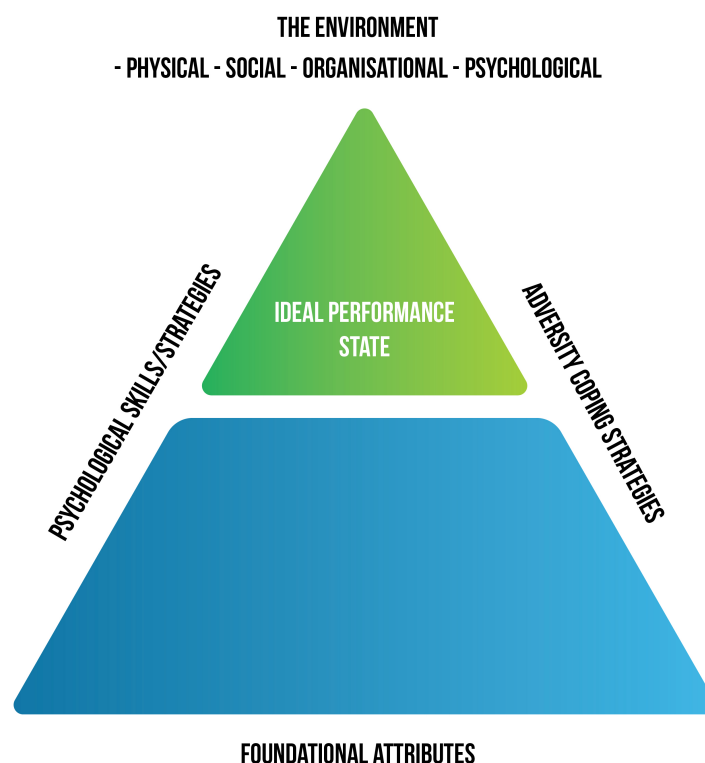 THE ENVIRONMENT
- PHYSICAL - SOCIAL - ORGANISATIONAL - PSYCHOLOGICAL
PSYCHOLOGICAL SKILLS/STRATEGIES
ADVERSITY COPING STRATEGIES
IDEAL PERFORMANCE
STATE
FOUNDATIONAL ATTRIBUTES